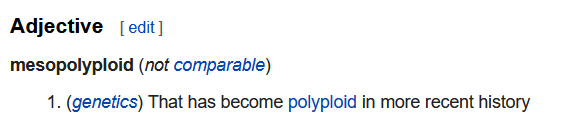 Adjective [ edit ]
mesopolyploid (not comparable)
1. (genetics) That has become polyploid in more recent history